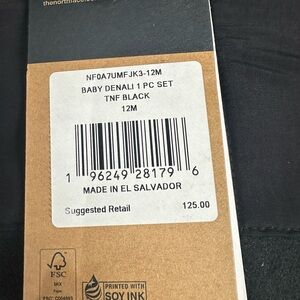 thenorthface.com
NF0A7UMFJK3-12M
BABY DENALI 1 PC SET
TNF BLACK
12M
1 96249 28179 6
MADE IN EL SALVADOR
Suggested Retail 125.00
FSC
MIX
PRINTED WITH
SOY INK